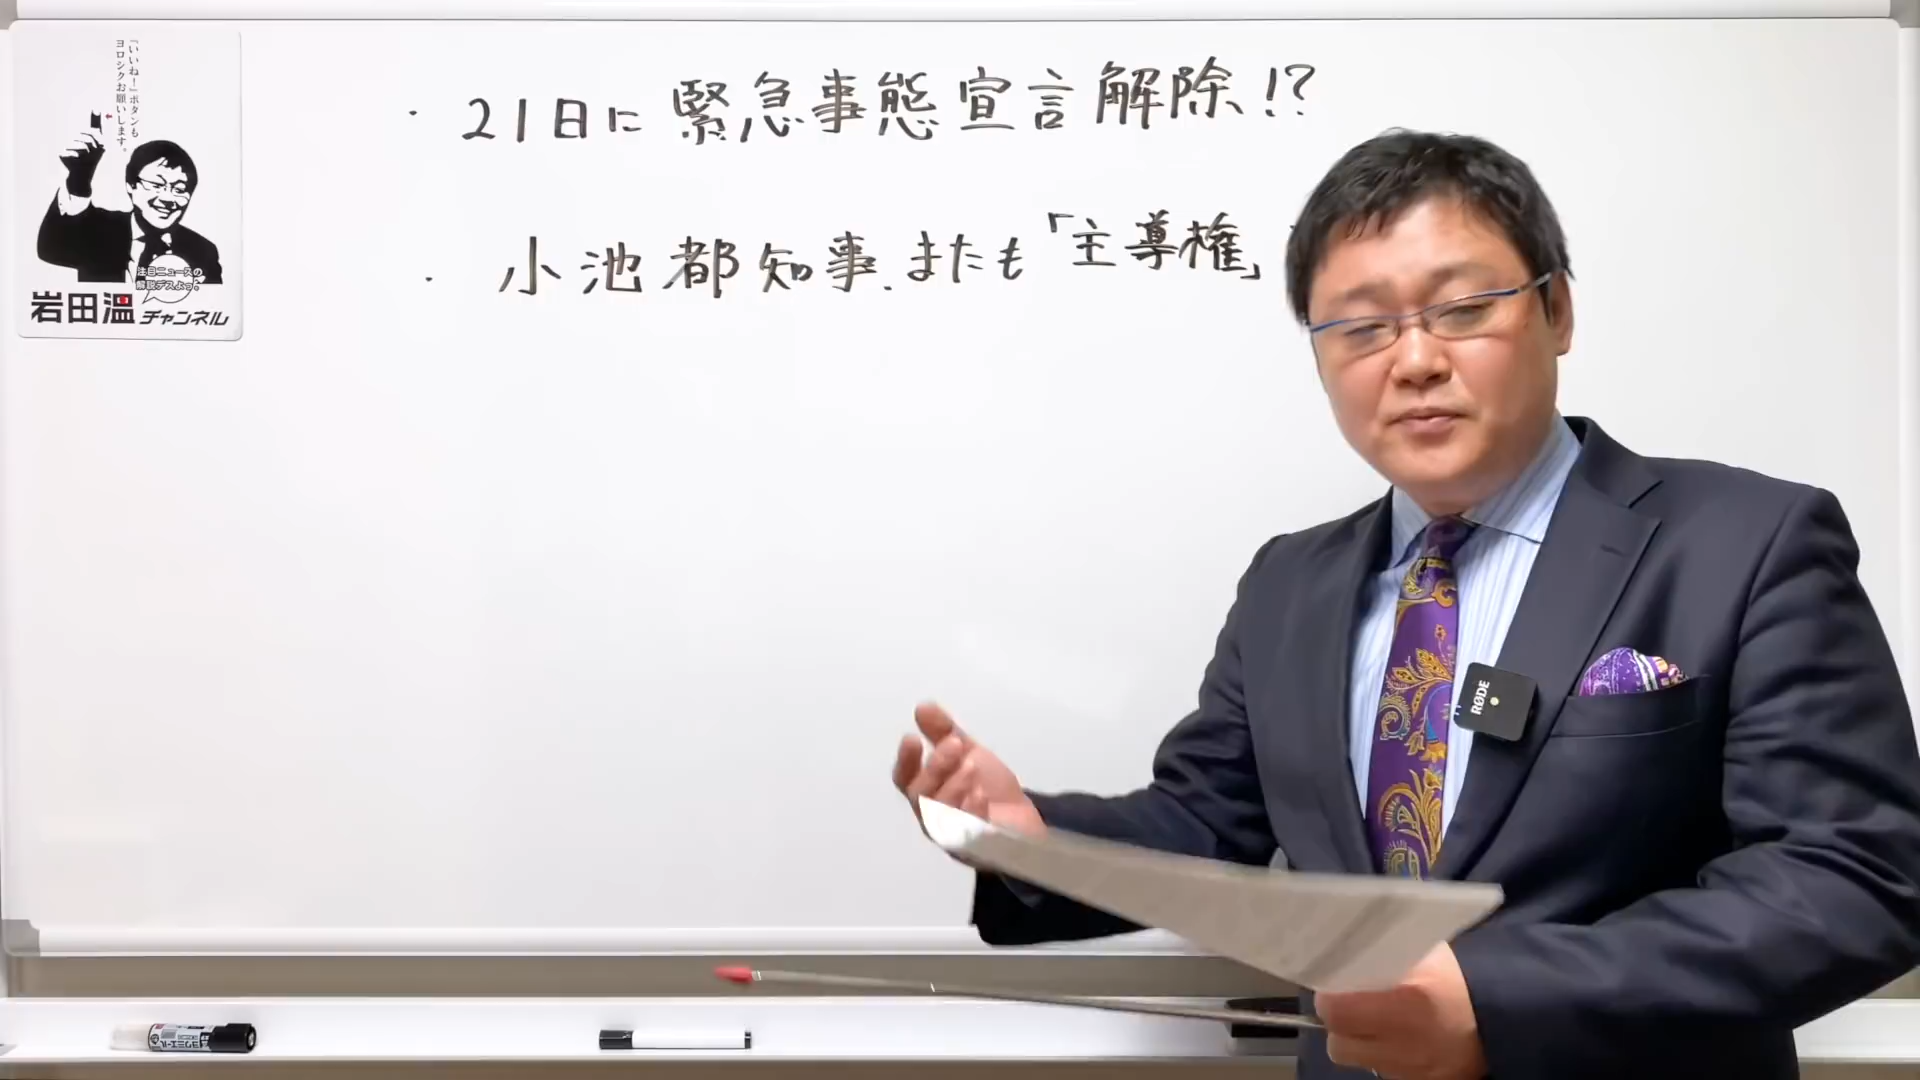 「いいね!」ボタンも
ヨロシクお願いします。
注目ニュースの
解説デスよっ!
岩田温チャンネル
・21日に緊急事態宣言解除!?
・小池都知事、またも「主導権」
RØDE